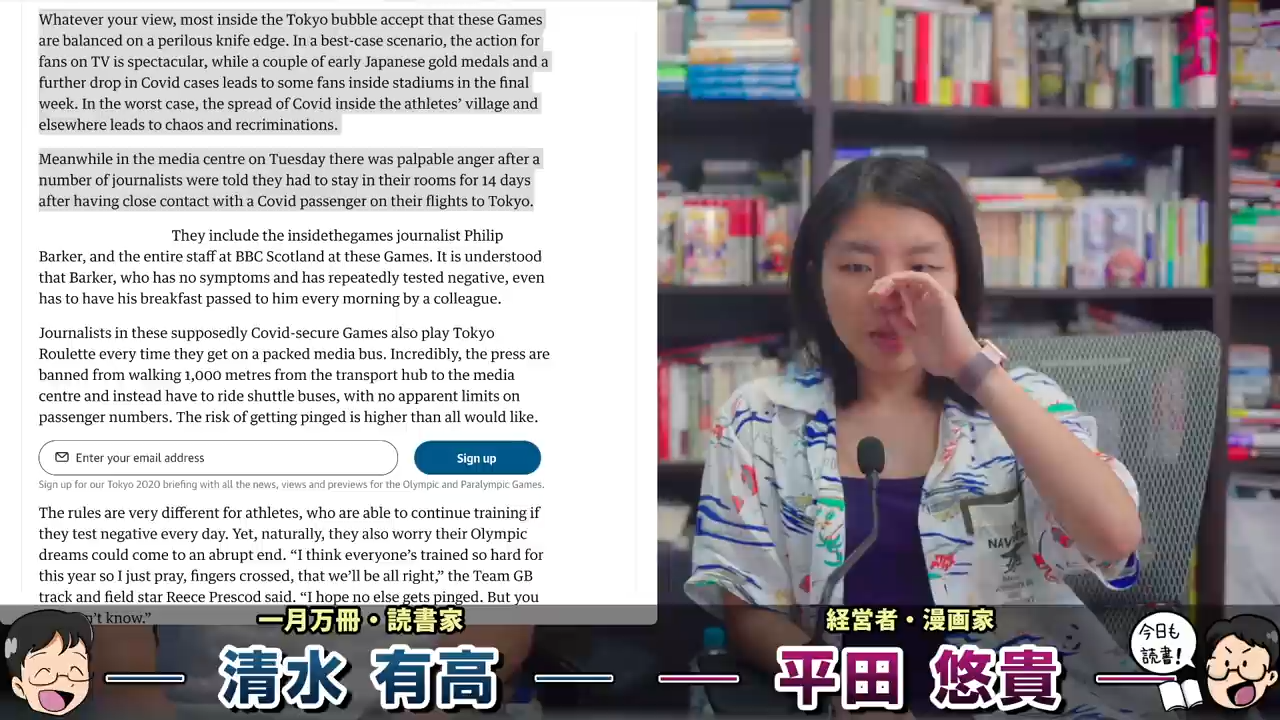 Whatever your view, most inside the Tokyo bubble accept that these Games
are balanced on a perilous knife edge. In a best-case scenario, the action for
fans on TV is spectacular, while a couple of early Japanese gold medals and a
further drop in Covid cases leads to some fans inside stadiums in the final
week. In the worst case, the spread of Covid inside the athletes’ village and
elsewhere leads to chaos and recriminations.
Meanwhile in the media centre on Tuesday there was palpable anger after a
number of journalists were told they had to stay in their rooms for 14 days
after having close contact with a Covid passenger on their flights to Tokyo.
They include the insidethegames journalist Philip
Barker, and the entire staff at BBC Scotland at these Games. It is understood
that Barker, who has no symptoms and has repeatedly tested negative, even
has to have his breakfast passed to him every morning by a colleague.
Journalists in these supposedly Covid-secure Games also play Tokyo
Roulette every time they get on a packed media bus. Incredibly, the press are
banned from walking 1,000 metres from the transport hub to the media
centre and instead have to ride shuttle buses, with no apparent limits on
passenger numbers. The risk of getting pinged is higher than all would like.
Enter your email address
Sign up
Sign up for our Tokyo 2020 briefing with all the news, views and previews for the Olympic and Paralympic Games.
The rules are very different for athletes, who are able to continue training if
they test negative every day. Yet, naturally, they also worry their Olympic
dreams could come to an abrupt end. “I think everyone’s trained so hard for
this year so I just pray, fingers crossed, that we’ll be all right,” the Team GB
track and field star Reece Prescod said. “I hope no else gets pinged. But you
know.”
NAV
一月万冊・読書家
清水 有高
経営者・漫画家
平田 悠貴
今日も
読書!